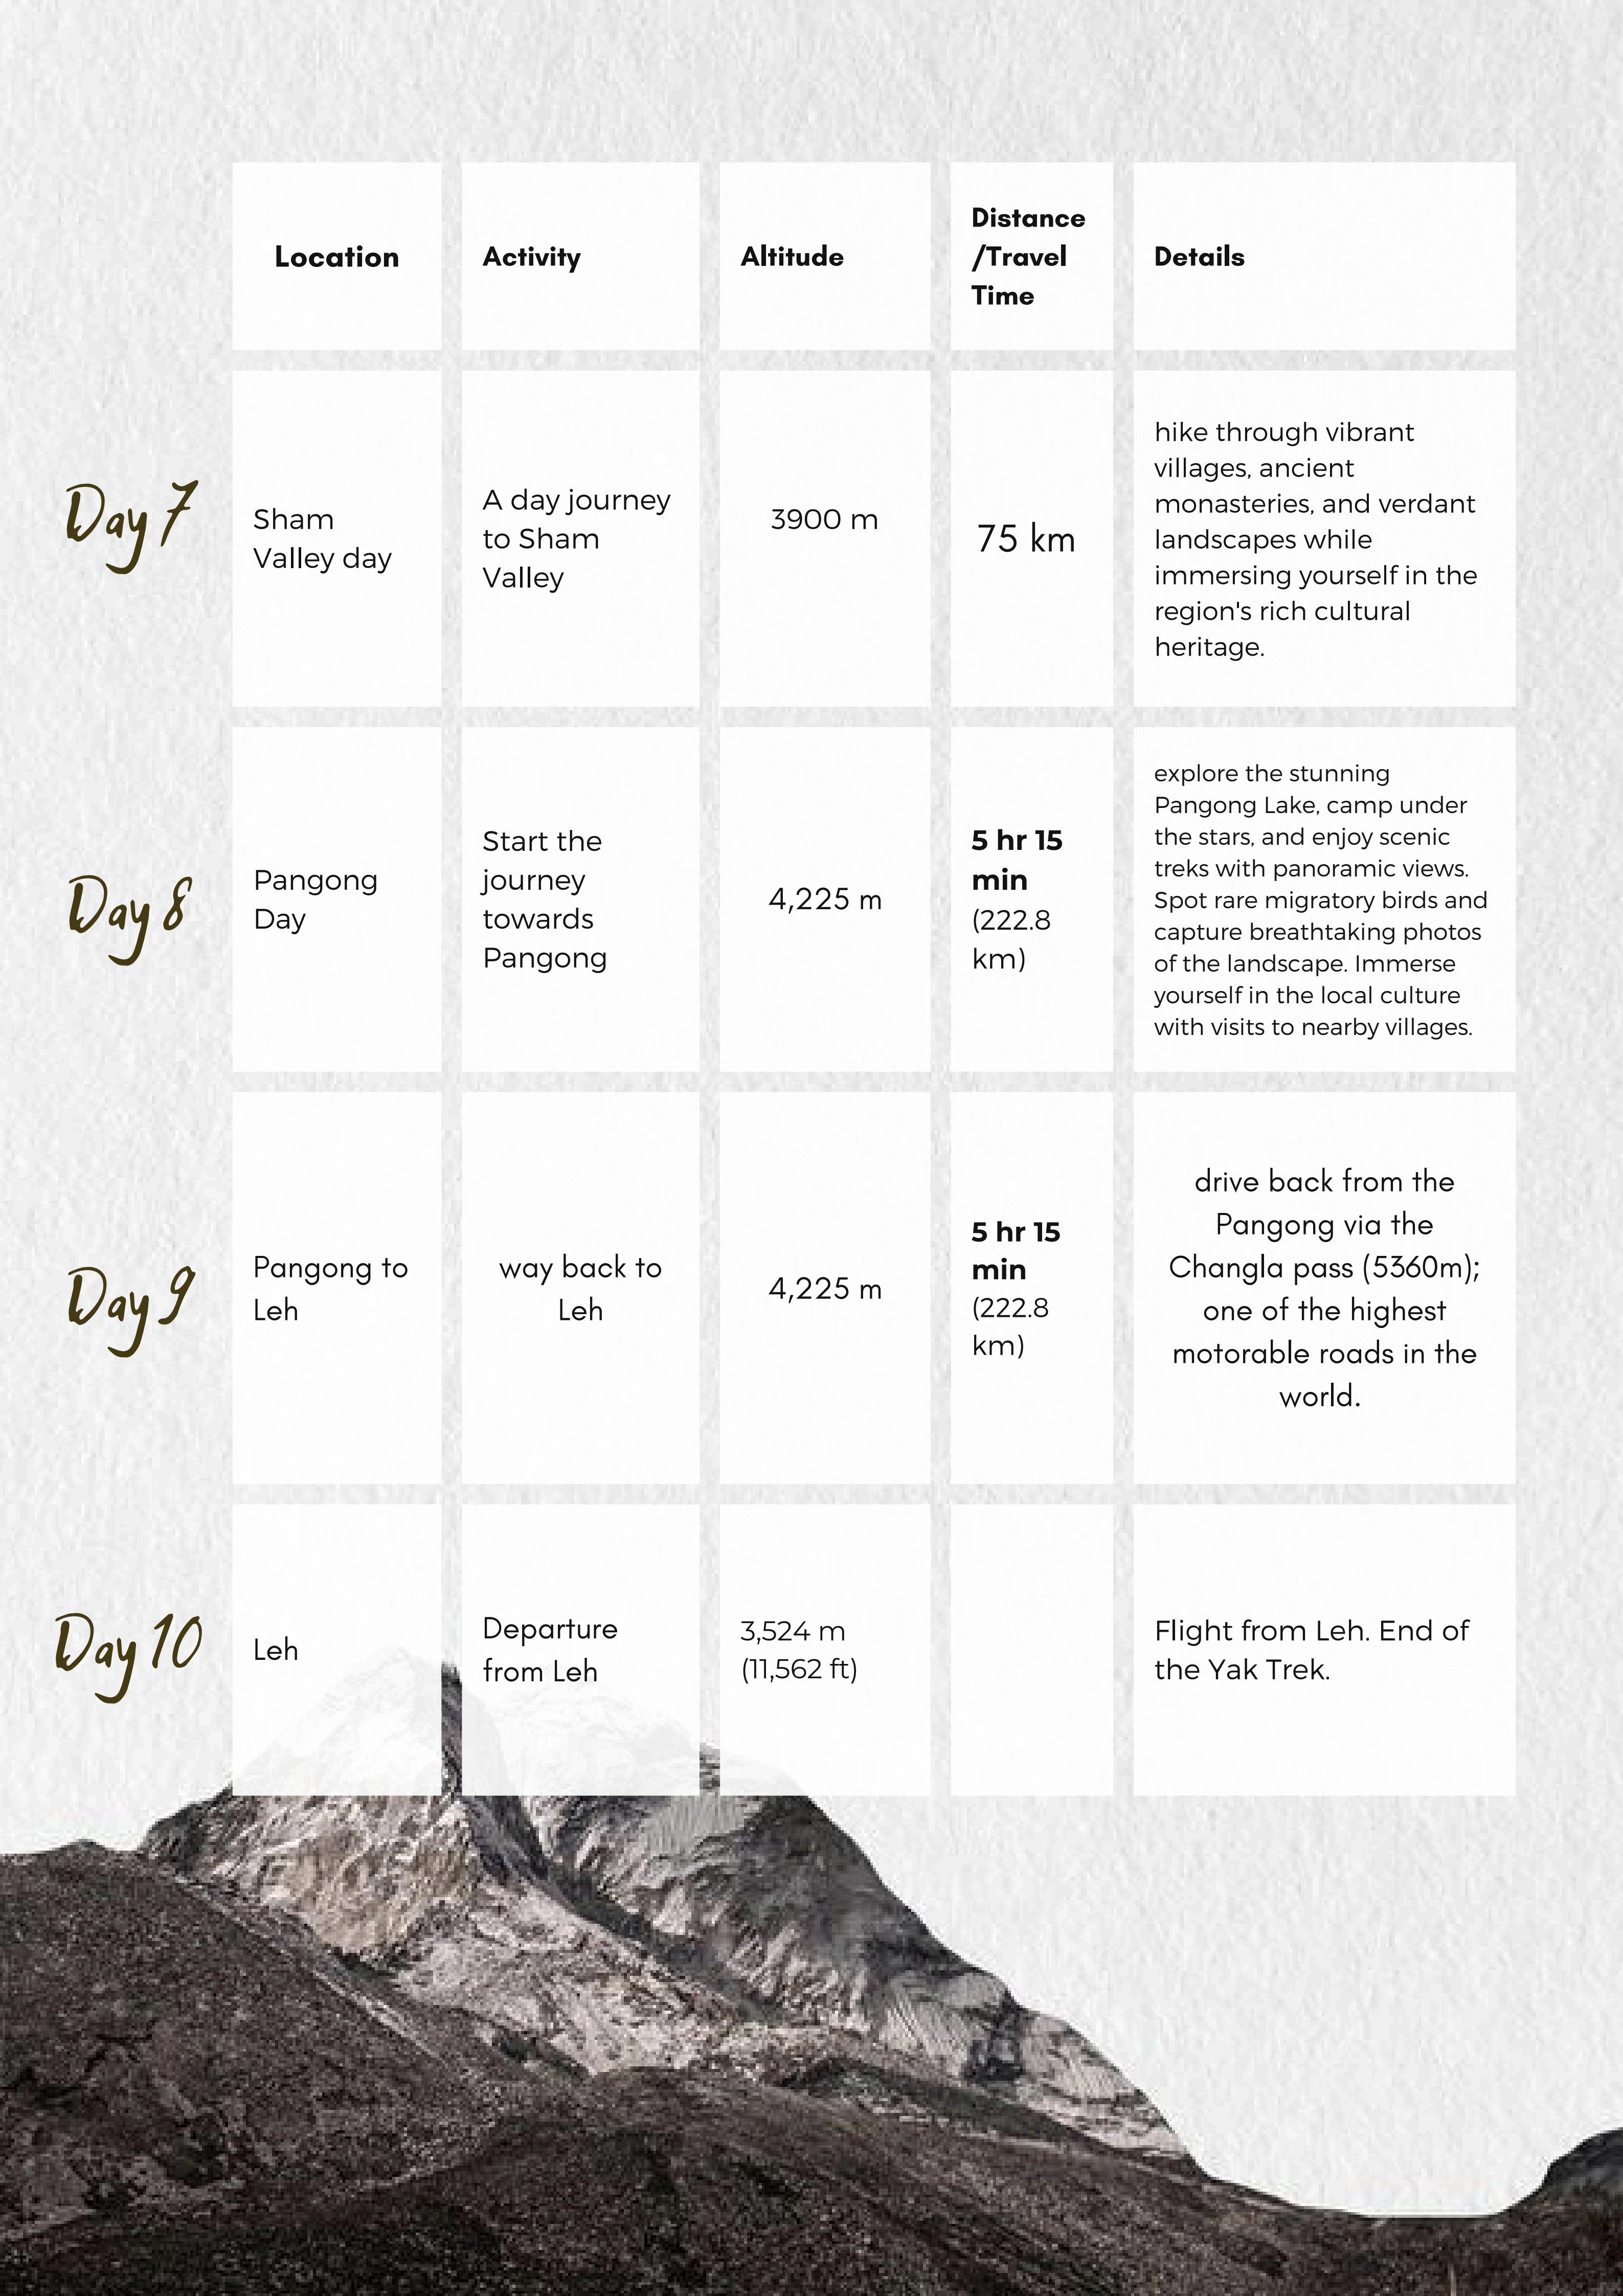 Location
Activity
Altitude
Distance
/Travel
Time
Details
Day 7
Sham
Valley day
A day journey
to Sham
Valley
3900 m
75 km
hike through vibrant
villages, ancient
monasteries, and verdant
landscapes while
immersing yourself in the
region's rich cultural
heritage.
Day 8
Pangong
Day
Start the
journey
towards
Pangong
4,225 m
5 hr 15
min
(222.8
km)
explore the stunning
Pangong Lake, camp under
the stars, and enjoy scenic
treks with panoramic views.
Spot rare migratory birds and
capture breathtaking photos
of the landscape. Immerse
yourself in the local culture
with visits to nearby villages.
Day 9
Pangong to
Leh
way back to
Leh
4,225 m
5 hr 15
min
(222.8
km)
drive back from the
Pangong via the
Changla pass (5360m);
one of the highest
motorable roads in the
world.
Day 10
Leh
Departure
from Leh
3,524 m
(11,562 ft)
Flight from Leh. End of
the Yak Trek.